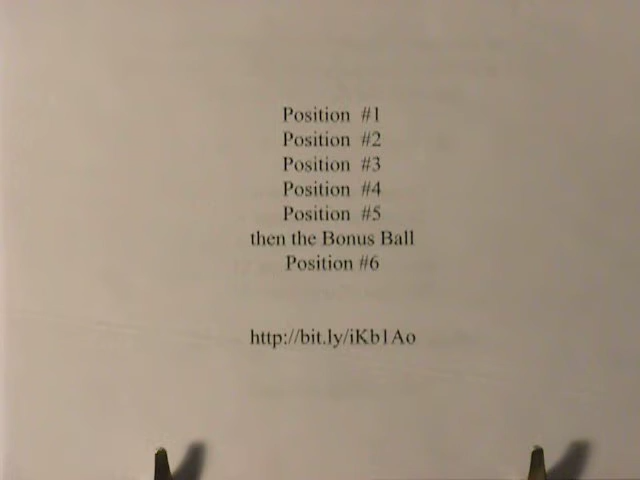 Position #1
Position #2
Position #3
Position #4
Position #5
then the Bonus Ball
Position #6
http://bit.ly/iKb1Ao